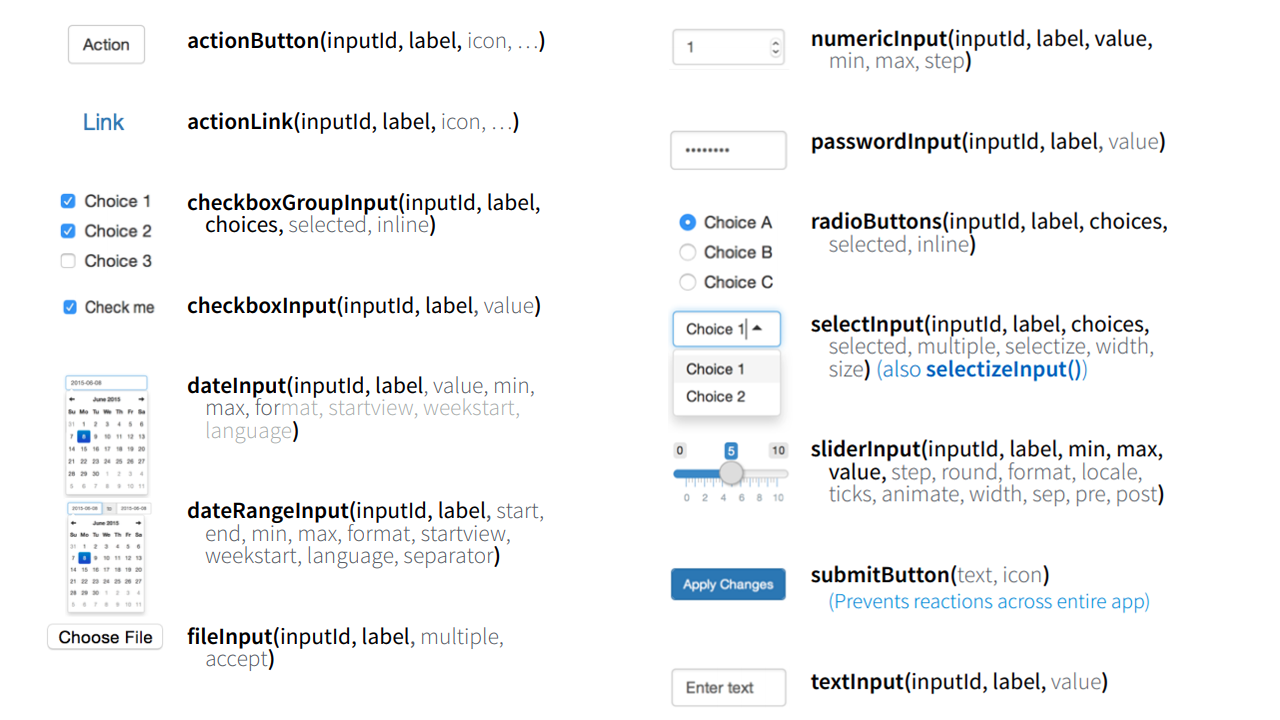 Action
actionButton(inputId, label, icon, …)
Link
actionLink(inputId, label, icon, …)
Choice 1
Choice 2
Choice 3
checkboxGroupInput(inputId, label,
choices, selected, inline)
Check me
checkboxInput(inputId, label, value)
2015-06-08
June 2015
Su Mo Tu We Th Fr Sa
31 1 2 3 4 5 6
7 8 9 10 11 12 13
14 15 16 17 18 19 20
21 22 23 24 25 26 27
28 29 30 1 2 3 4
5 6 7 8 9 10 11
dateInput(inputId, label, value, min,
max, format, startview, weekstart,
language)
2015-06-08 to 2015-06-08
June 2015
Su Mo Tu We Th Fr Sa
31 1 2 3 4 5 6
7 8 9 10 11 12 13
14 15 16 17 18 19 20
21 22 23 24 25 26 27
28 29 30 1 2 3 4
5 6 7 8 9 10 11
dateRangeInput(inputId, label, start,
end, min, max, format, startview,
weekstart, language, separator)
Choose File
fileInput(inputId, label, multiple,
accept)
1
numericInput(inputId, label, value,
min, max, step)
••••••••
passwordInput(inputId, label, value)
Choice A
Choice B
Choice C
radioButtons(inputId, label, choices,
selected, inline)
Choice 1
Choice 1
Choice 2
selectInput(inputId, label, choices,
selected, multiple, selectize, width,
size) (also selectizeInput())
0 5 10
0 2 4 6 8 10
sliderInput(inputId, label, min, max,
value, step, round, format, locale,
ticks, animate, width, sep, pre, post)
Apply Changes
submitButton(text, icon)
(Prevents reactions across entire app)
Enter text
textInput(inputId, label, value)